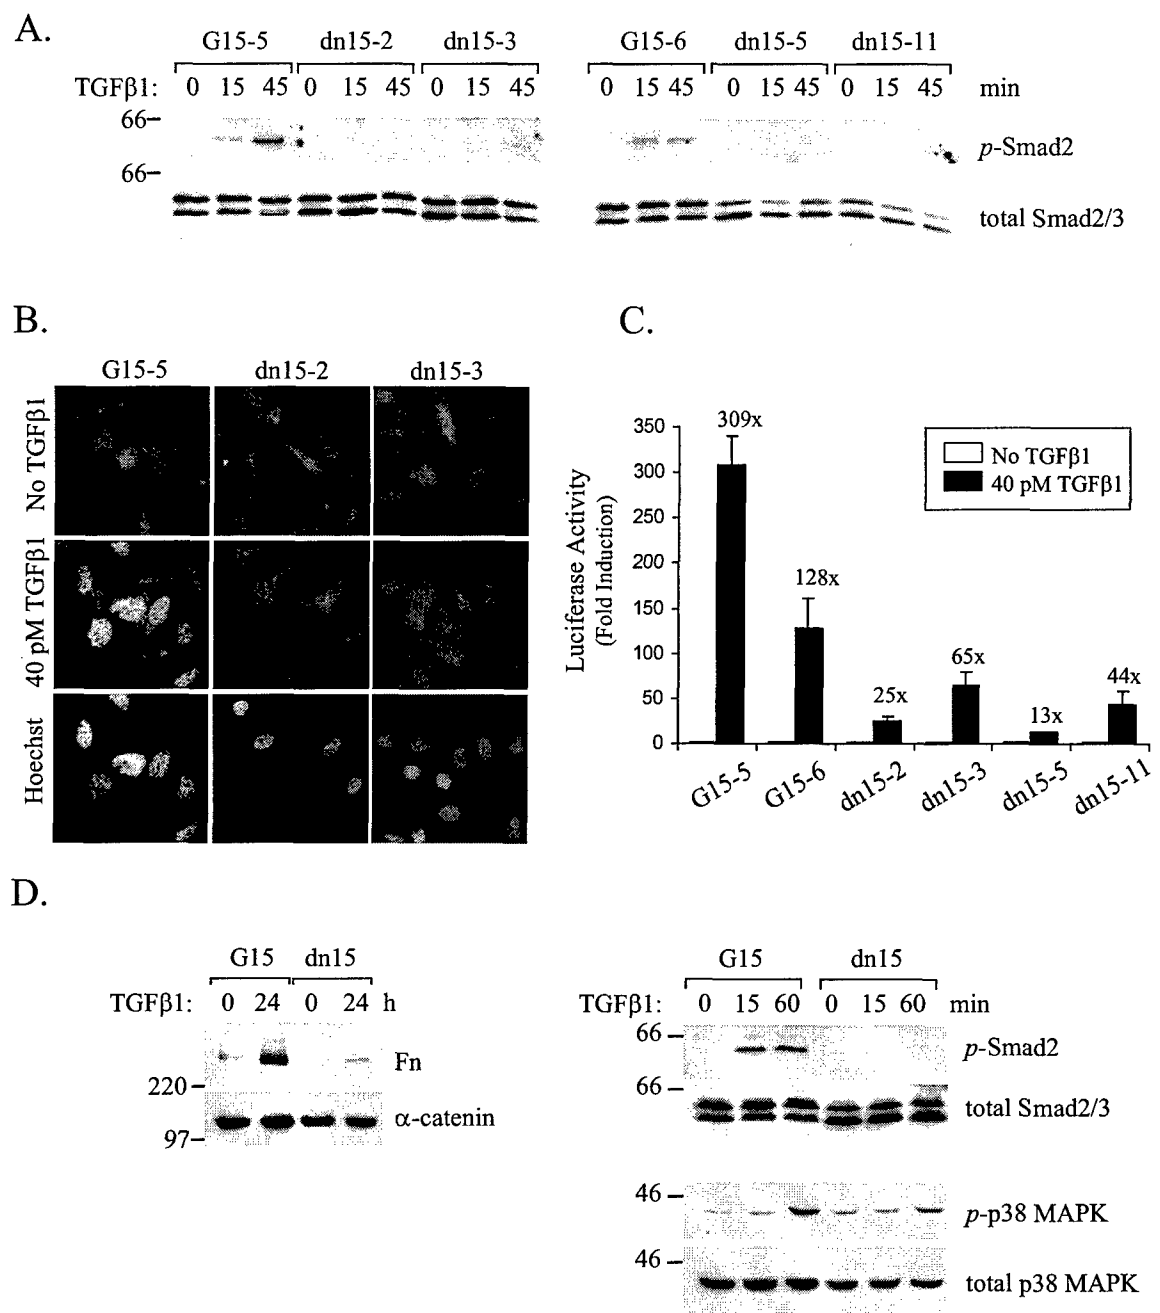 A.
G15-5 dn15-2 dn15-3 G15-6 dn15-5 dn15-11
TGFβ1: 0 15 45 0 15 45 0 15 45 0 15 45 0 15 45 0 15 45 min
66
p-Smad2
66
total Smad2/3
B.
G15-5 dn15-2 dn15-3
No TGFβ1
40 pM TGFβ1
Hoechst
C.
Luciferase Activity
(Fold Induction)
350
300
250
200
150
100
50
0
309x
128x
25x
65x
13x
44x
No TGFβ1
40 pM TGFβ1
G15-5 G15-6 dn15-2 dn15-3 dn15-5 dn15-11
D.
G15 dn15
TGFβ1: 0 24 0 24 h
Fn
220
α-catenin
97
G15 dn15
TGFβ1: 0 15 60 0 15 60 min
66
p-Smad2
66
total Smad2/3
46
p-p38 MAPK
46
total p38 MAPK